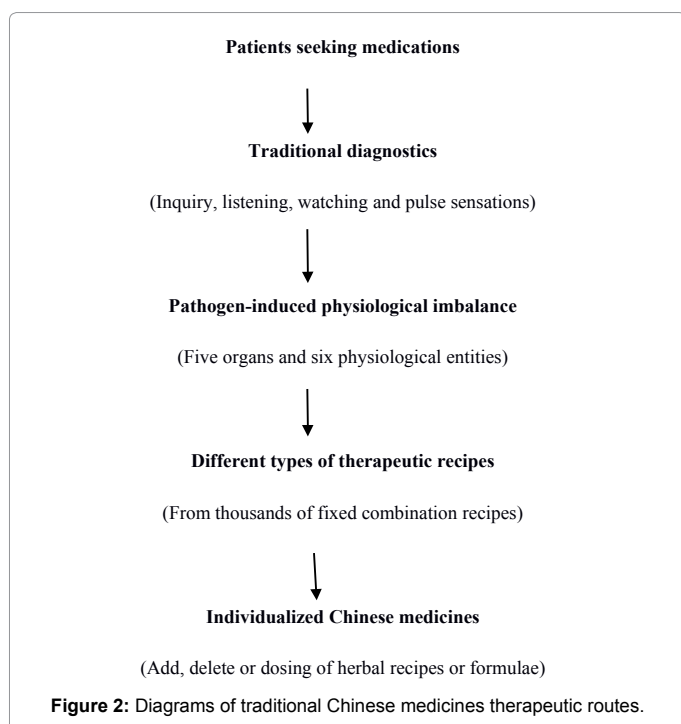 Patients seeking medications
Traditional diagnostics
(Inquiry, listening, watching and pulse sensations)
Pathogen-induced physiological imbalance
(Five organs and six physiological entities)
Different types of therapeutic recipes
(From thousands of fixed combination recipes)
Individualized Chinese medicines
(Add, delete or dosing of herbal recipes or formulae)
Figure 2: Diagrams of traditional Chinese medicines therapeutic routes.